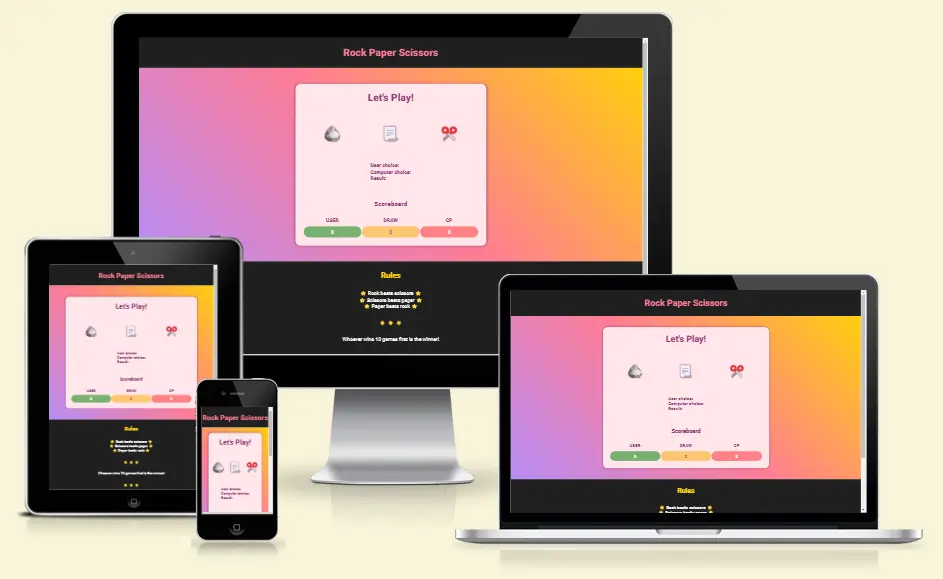 Rock Paper Scissors
Let's Play!
User choice:
Computer choice:
Result:
Scoreboard
USER DRAW CP
0 0 0
Rules
Rock beats scissors
Scissors beats paper
Paper beats rock
Whoever wins 10 games first is the winner!
Rock Paper Scissors
Let's Play!
User choice:
Computer choice:
Result:
Scoreboard
USER DRAW CP
0 0 0
Rules
Rock beats scissors
Scissors beats paper
Paper beats rock
Whoever wins 10 games first is the winner!
Rock Paper Scissors
Let's Play!
User choice:
Computer choice:
Result:
Rock Paper Scissors
Let's Play!
User choice:
Computer choice:
Result:
Scoreboard
USER DRAW CP
0 0 0
Rules
Rock beats scissors
Scissors beats paper